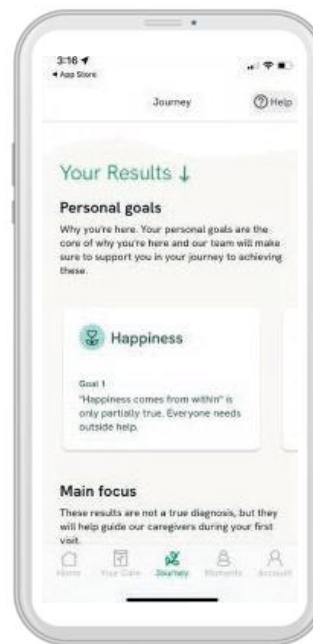 3:16
◀ App Store
Journey
? Help
Your Results ↓
Personal goals
Why you're here. Your personal goals are the
core of why you're here and our team will make
sure to support you in your journey to achieving
these.
Happiness
Goal 1
"Happiness comes from within" is
only partially true. Everyone needs
outside help.
Main focus
These results are not a true diagnosis, but they
will help guide our caregivers during your first
visit.
Home Your Care Journey Moments Account